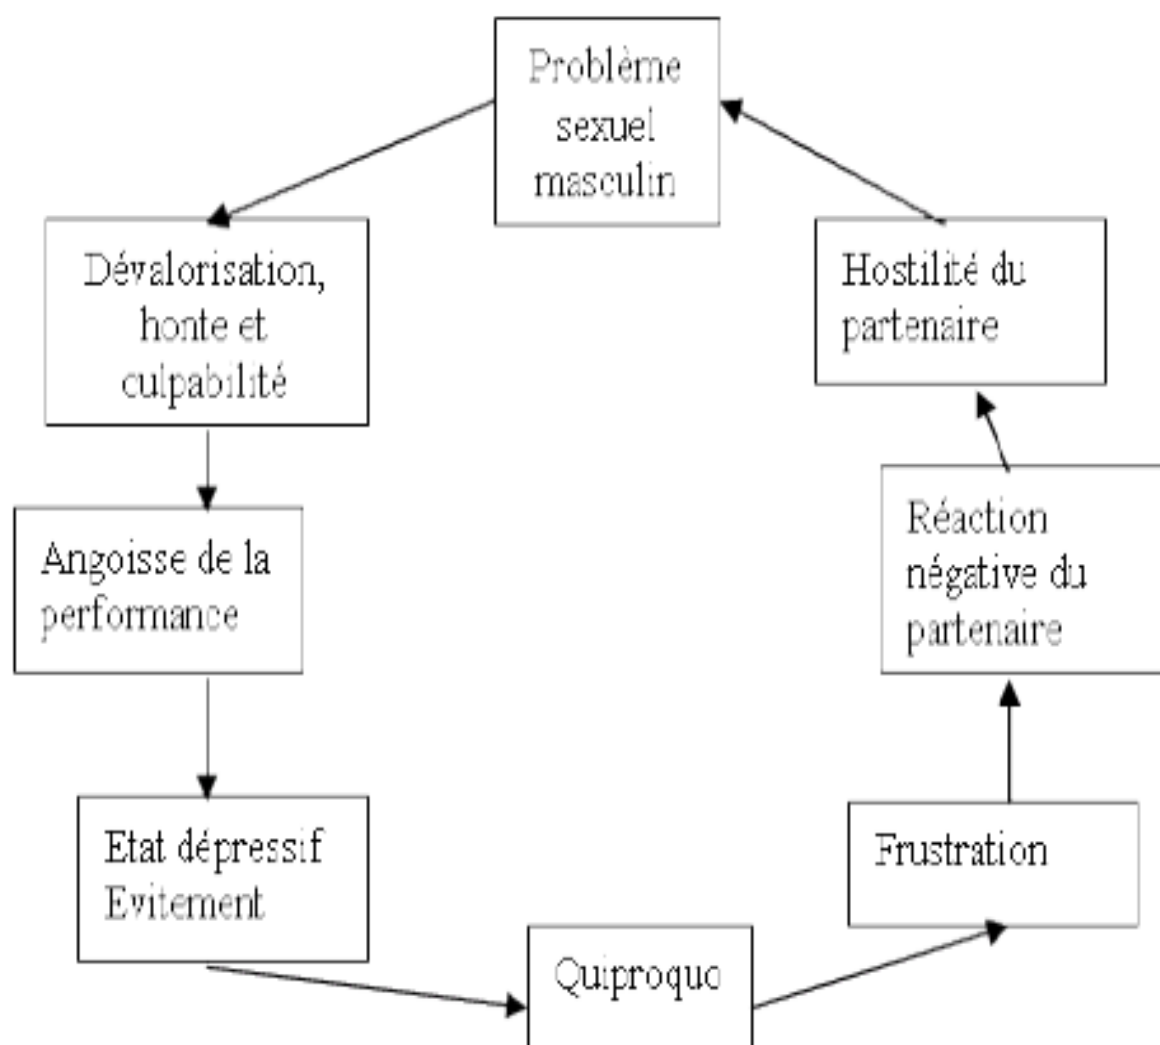 Problème
sexuel
masculin
Dévalorisation,
honte et
culpabilité
Angoisse de la
performance
Etat dépressif
Evitement
Quiproquo
Frustration
Réaction
négative du
partenaire
Hostilité du
partenaire